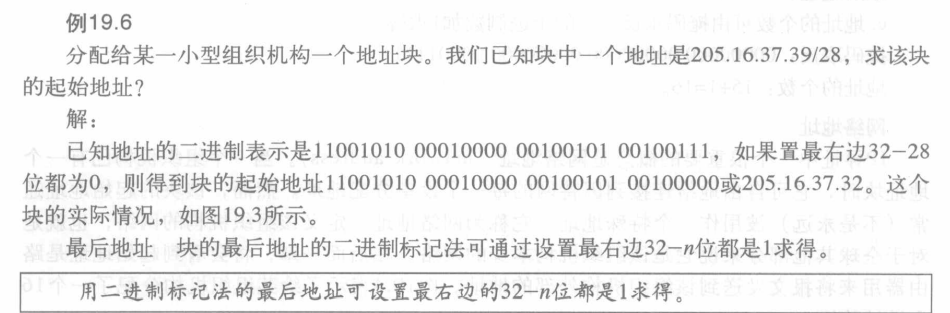 例19.6
分配给某一小型组织机构一个地址块。我们已知块中一个地址是205.16.37.39/28，求该块
的起始地址？
解：
已知地址的二进制表示是11001010 00010000 00100101 00100111，如果置最右边32-28
位都为0，则得到块的起始地址11001010 00010000 00100101 00100000或205.16.37.32。这个
块的实际情况，如图19.3所示。
最后地址 块的最后地址的二进制标记法可通过设置最右边32-n位都是1求得。
用二进制标记法的最后地址可设置最右边的32-n位都是1求得。